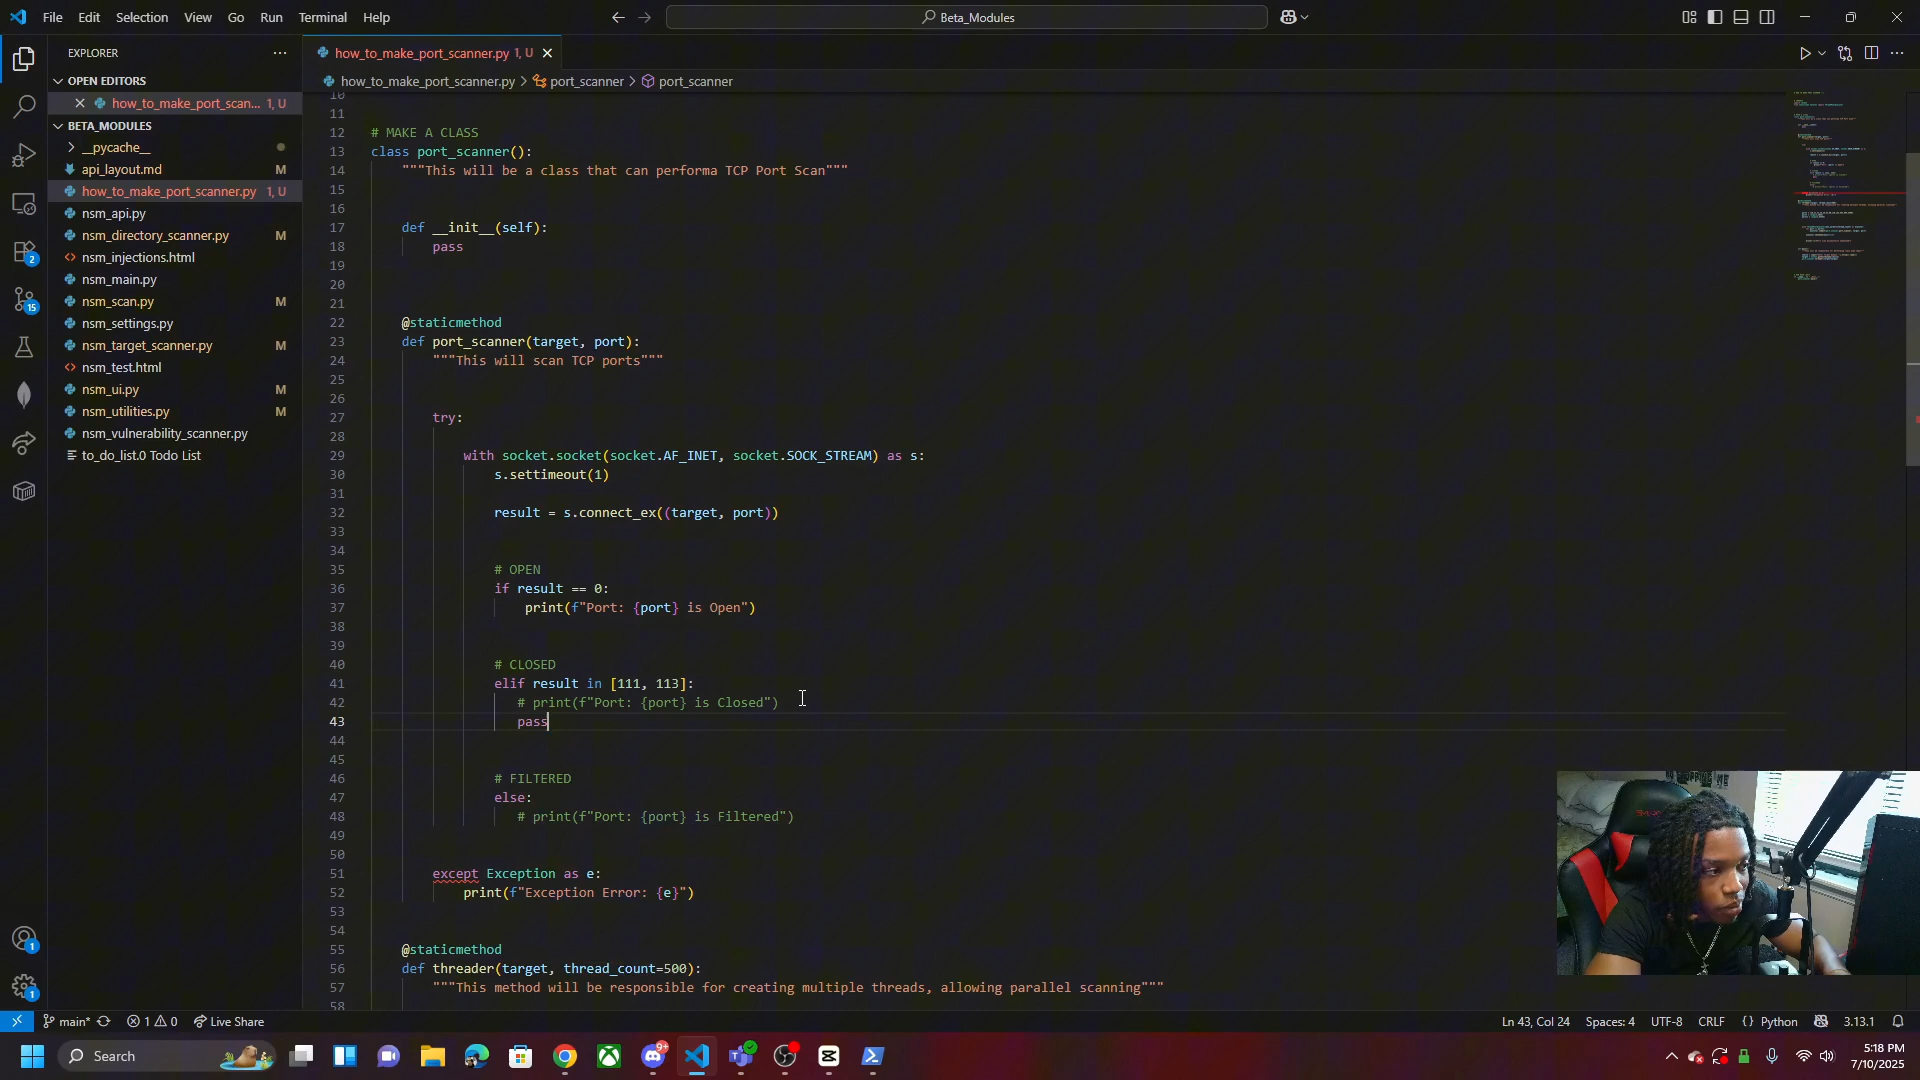 File Edit Selection View Go Run Terminal Help
Beta_Modules
EXPLORER
OPEN EDITORS
how_to_make_port_scan... 1, U
BETA_MODULES
__pycache__
api_layout.md M
how_to_make_port_scanner.py 1, U
nsm_api.py
nsm_directory_scanner.py M
nsm_injections.html
nsm_main.py
nsm_scan.py M
nsm_settings.py
nsm_target_scanner.py M
nsm_test.html
nsm_ui.py M
nsm_utilities.py M
nsm_vulnerability_scanner.py
to_do_list.0 Todo List
2
15
1
1
how_to_make_port_scanner.py 1, U
how_to_make_port_scanner.py > port_scanner > port_scanner
10
11
12 # MAKE A CLASS
13 class port_scanner():
14 """This will be a class that can performa TCP Port Scan"""
15
16
17 def __init__(self):
18 pass
19
20
21
22 @staticmethod
23 def port_scanner(target, port):
24 """This will scan TCP ports"""
25
26
27 try:
28
29 with socket.socket(socket.AF_INET, socket.SOCK_STREAM) as s:
30 s.settimeout(1)
31
32 result = s.connect_ex((target, port))
33
34
35 # OPEN
36 if result == 0:
37 print(f"Port: {port} is Open")
38
39
40 # CLOSED
41 elif result in [111, 113]:
42 # print(f"Port: {port} is Closed")
43 pass
44
45
46 # FILTERED
47 else:
48 # print(f"Port: {port} is Filtered")
49
50
51 except Exception as e:
52 print(f"Exception Error: {e}")
53
54
55 @staticmethod
56 def threader(target, thread_count=500):
57 """This method will be responsible for creating multiple threads, allowing parallel scanning"""
58
main* 1 0 Live Share
Ln 43, Col 24 Spaces: 4 UTF-8 CRLF {} Python 3.13.1
Search
9+
5:18 PM
7/10/2025